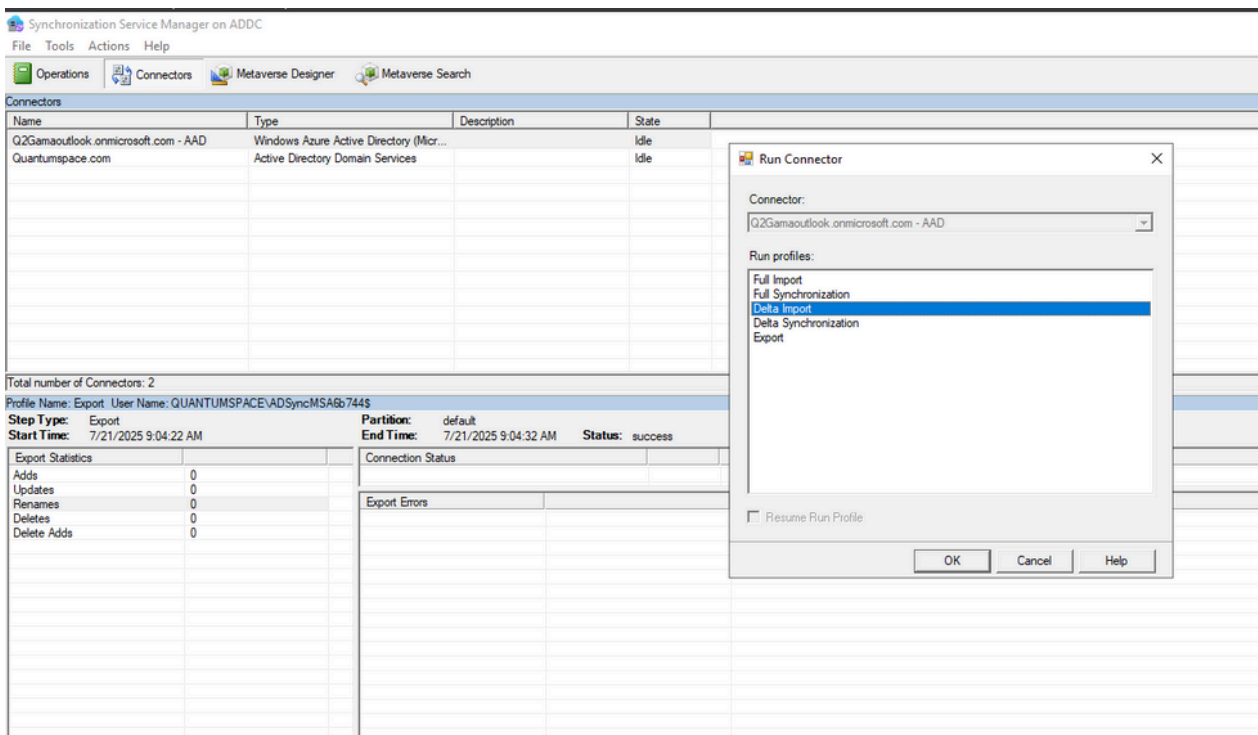 Synchronization Service Manager on ADDC
File Tools Actions Help
Operations Connectors Metaverse Designer Metaverse Search
Connectors
Name Type Description State
Q2Gamaoutlook.onmicrosoft.com - AAD Windows Azure Active Directory (Micr... Idle
Quantumspace.com Active Directory Domain Services Idle
Total number of Connectors: 2
Profile Name: Export User Name: QUANTUMSPACE\ADSyncMSA6b744$
Step Type: Export Partition: default
Start Time: 7/21/2025 9:04:22 AM End Time: 7/21/2025 9:04:32 AM Status: success
Export Statistics Connection Status
Adds 0
Updates 0
Renames 0 Export Errors
Deletes 0
Delete Adds 0
Run Connector
Connector:
Q2Gamaoutlook.onmicrosoft.com - AAD
Run profiles:
Full Import
Full Synchronization
Delta Import
Delta Synchronization
Export
Resume Run Profile
OK Cancel Help